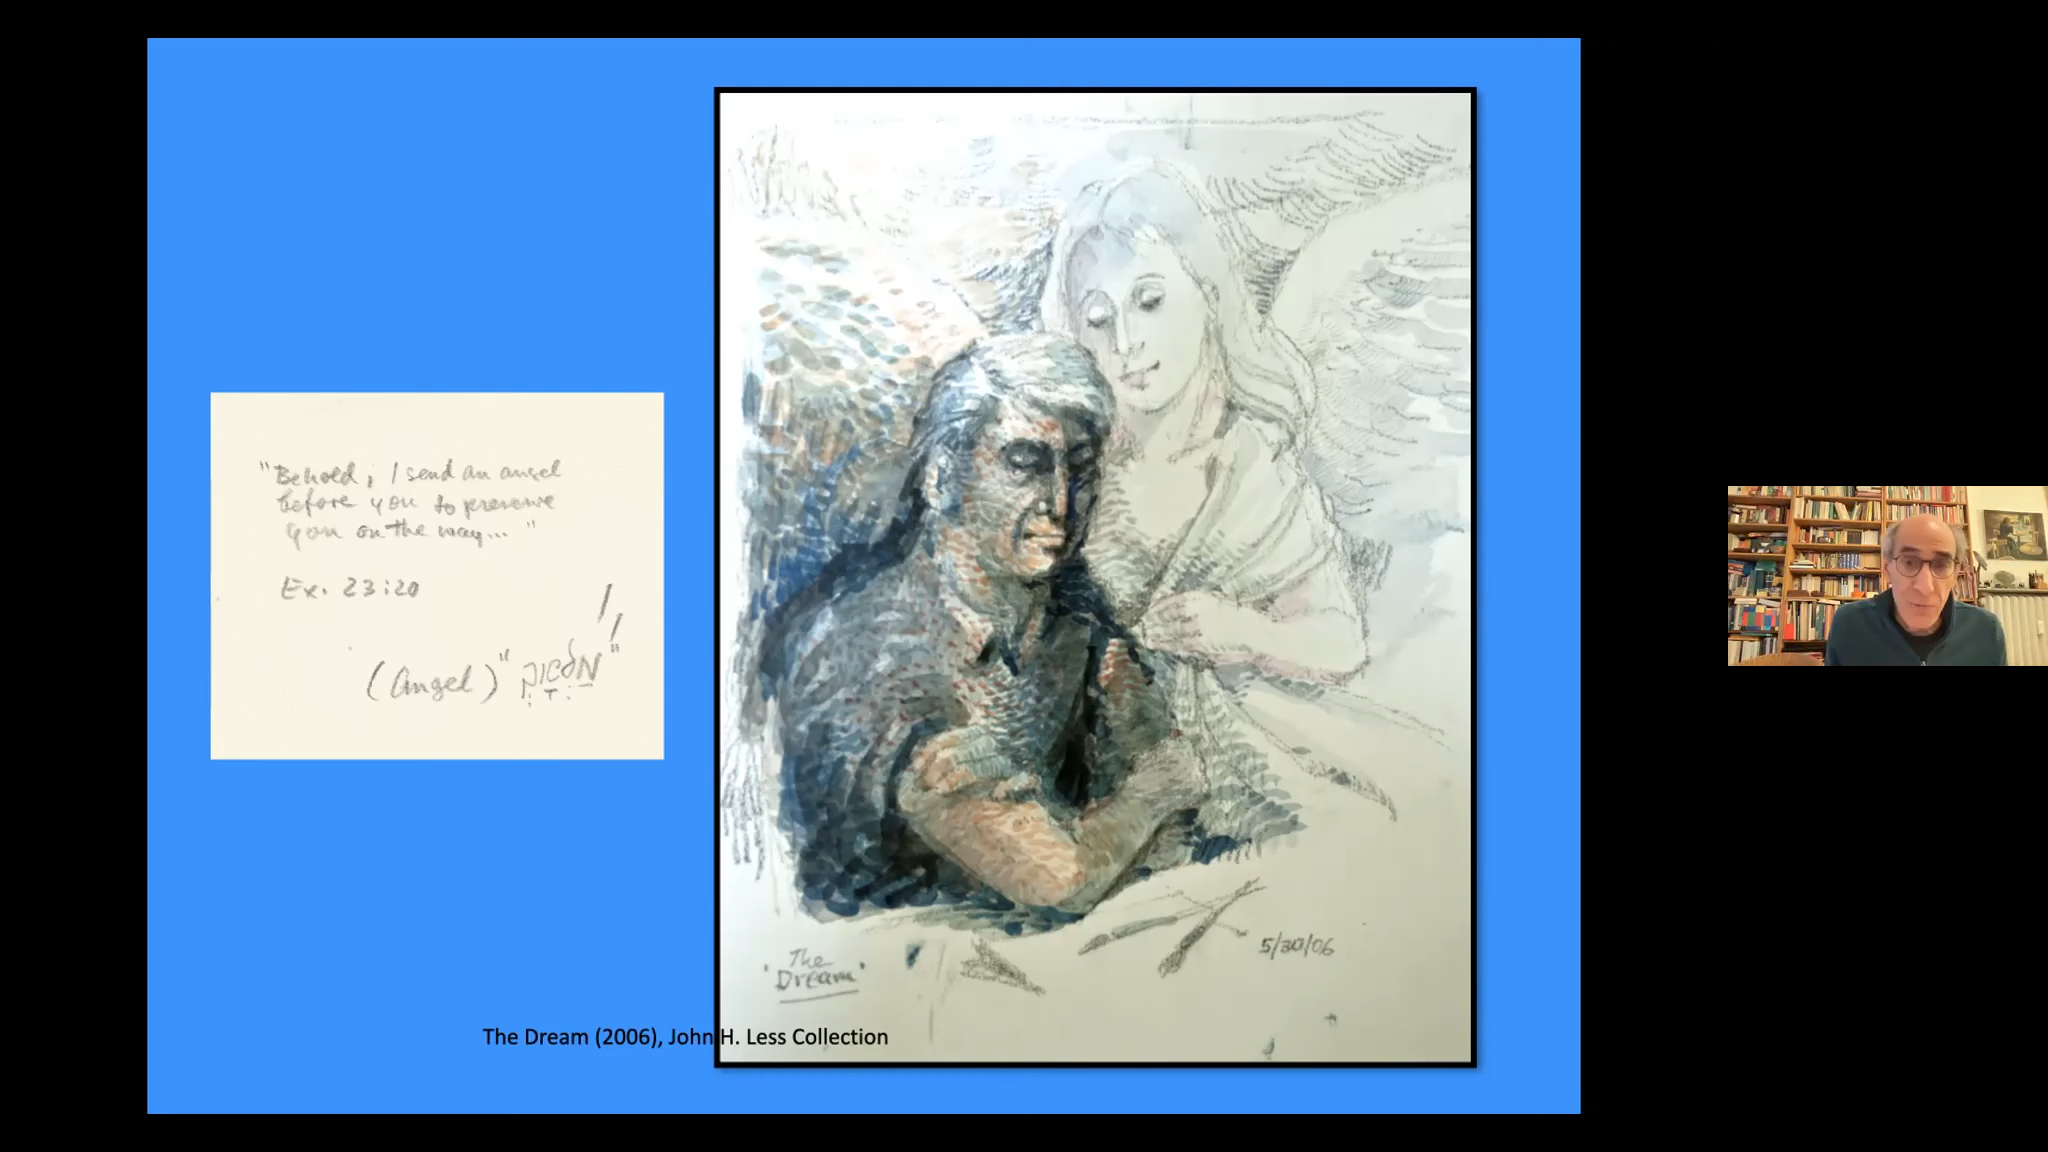 "Behold; I send an angel
before you to preserve
you on the way..."
Ex. 23:20
(Angel) "מַלְאָךְ"
The
'Dream'
5/30/06
The Dream (2006), John H. Less Collection